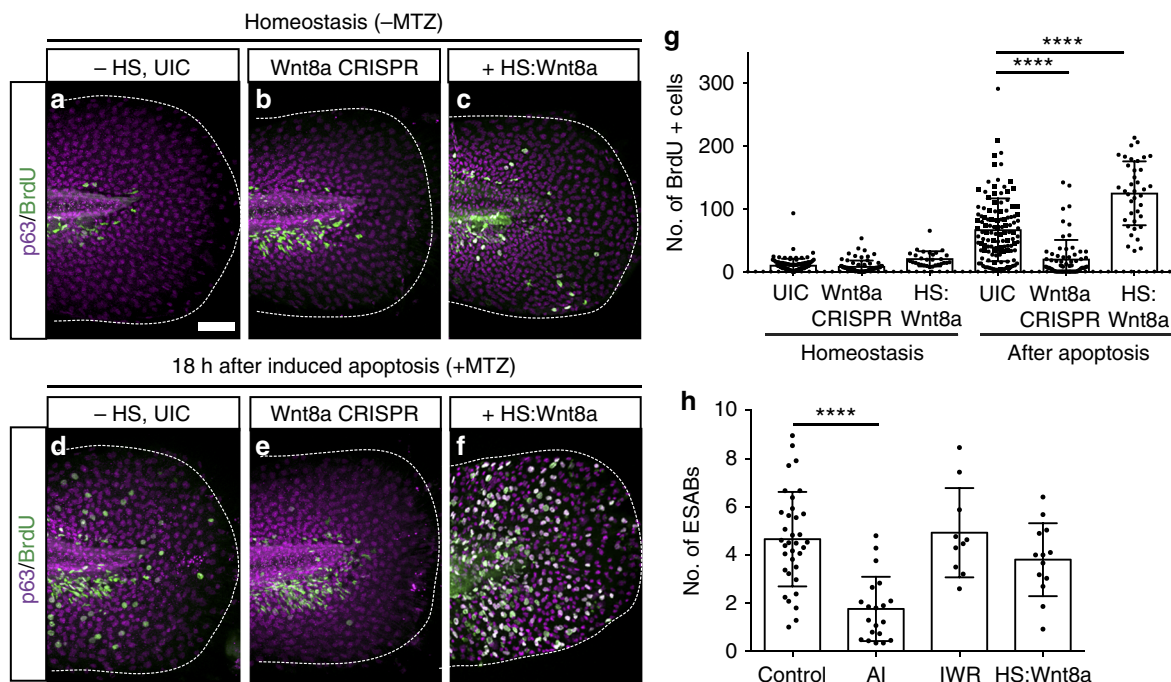 Homeostasis (–MTZ)
– HS, UIC
Wnt8a CRISPR
+ HS:Wnt8a
p63/BrdU
a
b
c
18 h after induced apoptosis (+MTZ)
– HS, UIC
Wnt8a CRISPR
+ HS:Wnt8a
p63/BrdU
d
e
f
g
No. of BrdU + cells
300
200
100
0
****
****
UIC
Wnt8a
CRISPR
HS:
Wnt8a
UIC
Wnt8a
CRISPR
HS:
Wnt8a
Homeostasis
After apoptosis
h
No. of ESABs
10
8
6
4
2
0
****
Control
AI
IWR
HS:Wnt8a